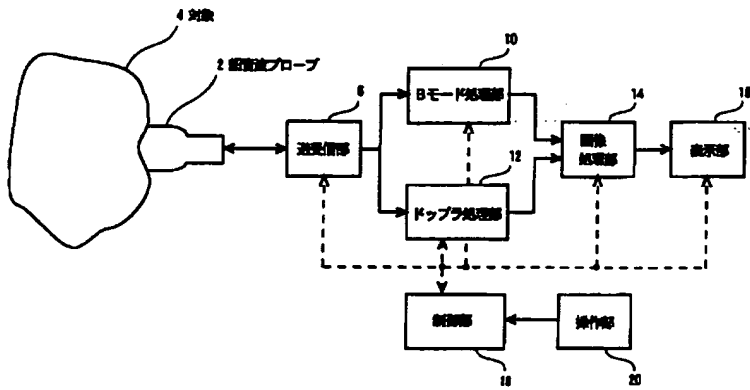 4 対象
2 超音波プローブ
6
送受信部
10
Bモード処理部
12
ドップラ処理部
14
画像
処理部
16
表示部
制御部
18
操作部
20